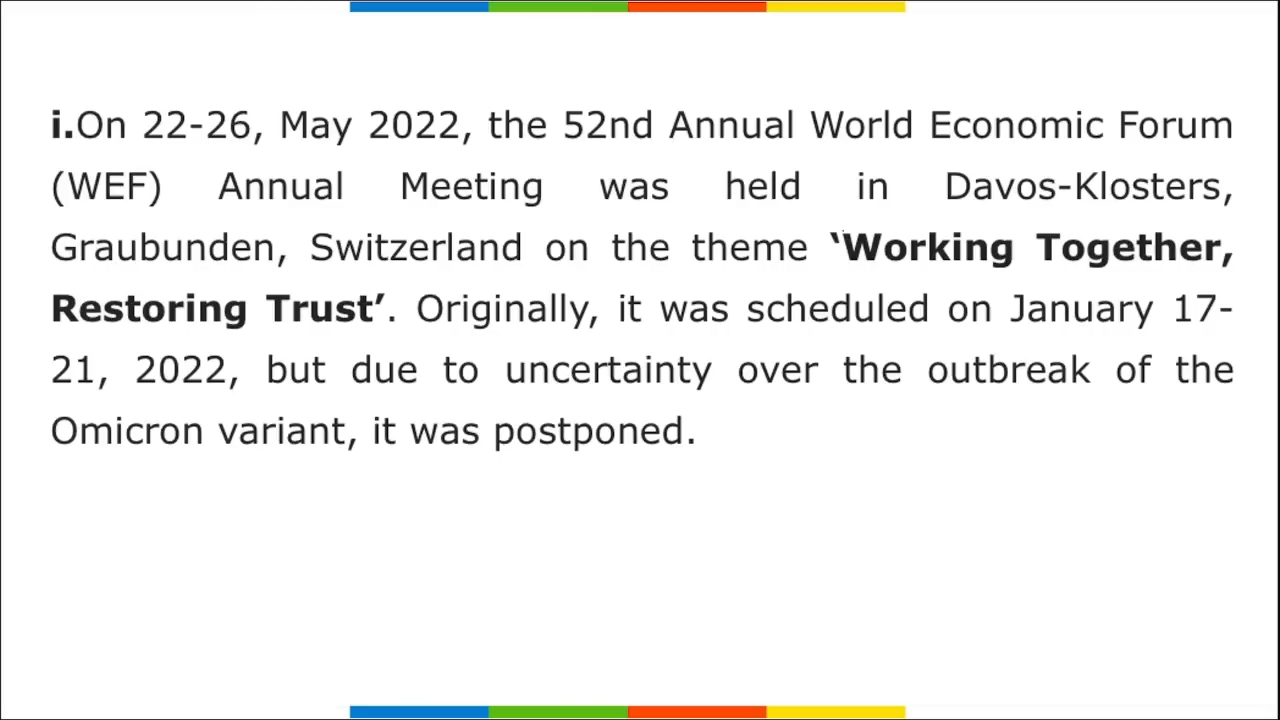 i.On 22-26, May 2022, the 52nd Annual World Economic Forum
(WEF) Annual Meeting was held in Davos-Klosters,
Graubunden, Switzerland on the theme ‘Working Together,
Restoring Trust’. Originally, it was scheduled on January 17-
21, 2022, but due to uncertainty over the outbreak of the
Omicron variant, it was postponed.